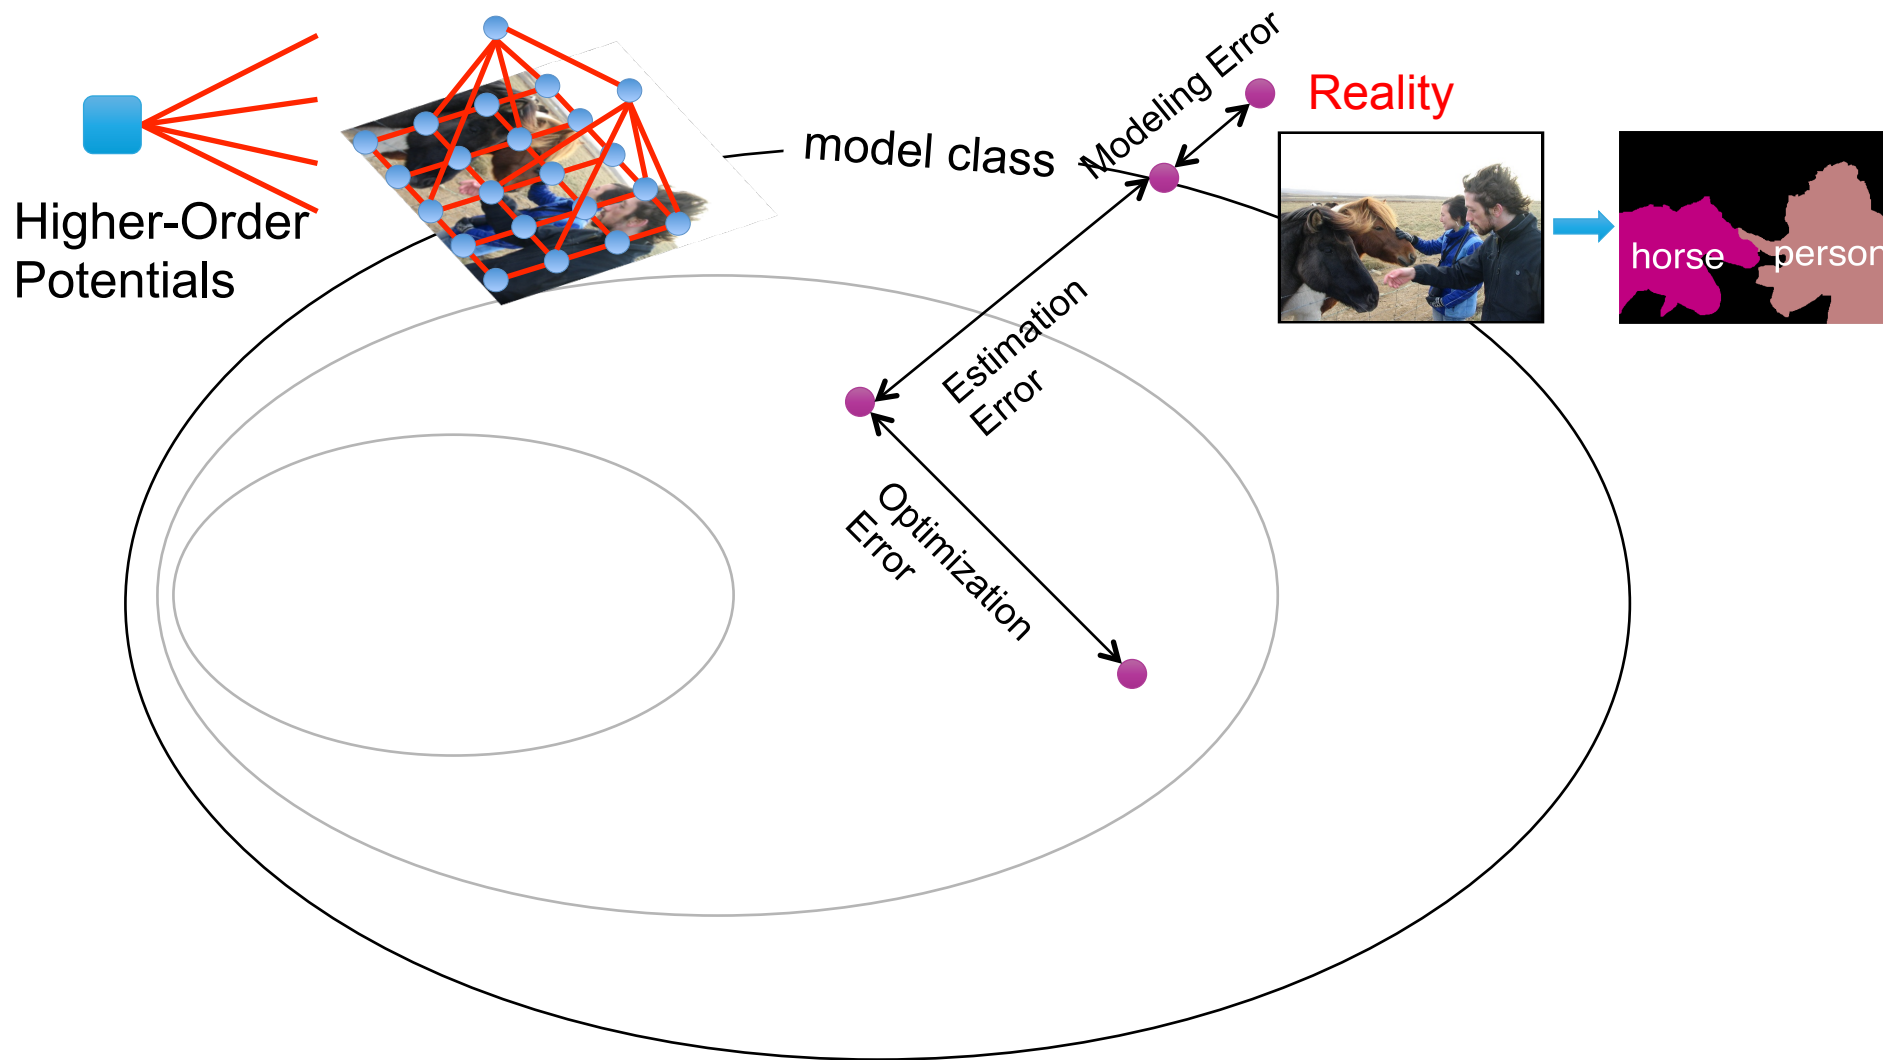 Higher-Order
Potentials
model class
Modeling Error
Reality
horse
person
Estimation
Error
Optimization
Error